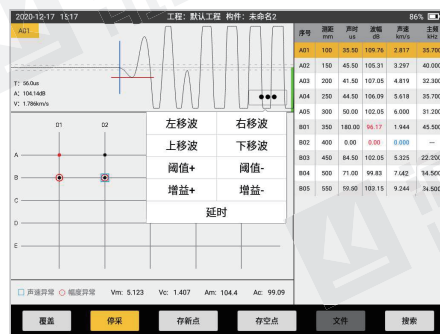 2020-12-17 15:17 工程: 默认工程 构件: 未命名2 86%
A01
T: 56.0us
A: 104.14dB
V: 1.786km/s
01 02
A
B
C
D
E
左移波 右移波
上移波 下移波
阈值+ 阈值-
增益+ 增益-
延时
声速异常 幅度异常 Vm: 5.123 Vc: 1.407 Am: 104.4 Ac: 99.09
序号 测距 声时 波幅 声速 主频
mm us dB km/s kHz
A01 100 35.50 109.76 2.817 35.700
A02 150 45.50 105.31 3.297 40.000
A03 200 41.50 107.05 4.819 32.300
A04 250 44.50 106.09 5.618 35.700
A05 300 50.00 102.05 6.000 31.200
B01 350 180.00 96.17 1.944 45.500
B02 400 0.00 0.00 0.000 —
B03 450 84.50 102.05 5.325 22.200
B04 500 71.00 99.83 7.042 34.500
B05 550 59.50 103.15 9.244 34.500
覆盖 停采 存新点 存空点 文件 搜索